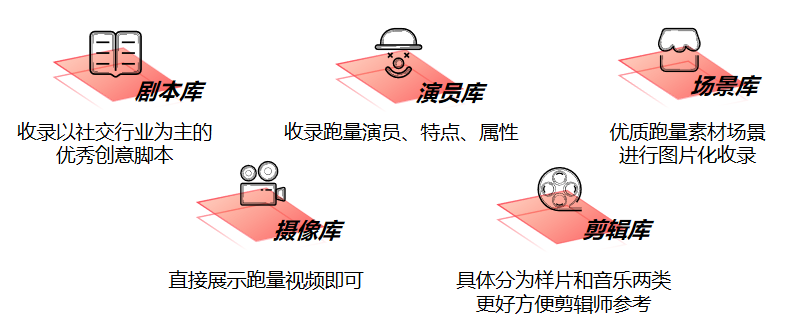 剧本库
收录以社交行业为主的
优秀创意脚本
演员库
收录跑量演员、特点、属性
场景库
优质跑量素材场景
进行图片化收录
摄像库
直接展示跑量视频即可
剪辑库
具体分为样片和音乐两类
更好方便剪辑师参考